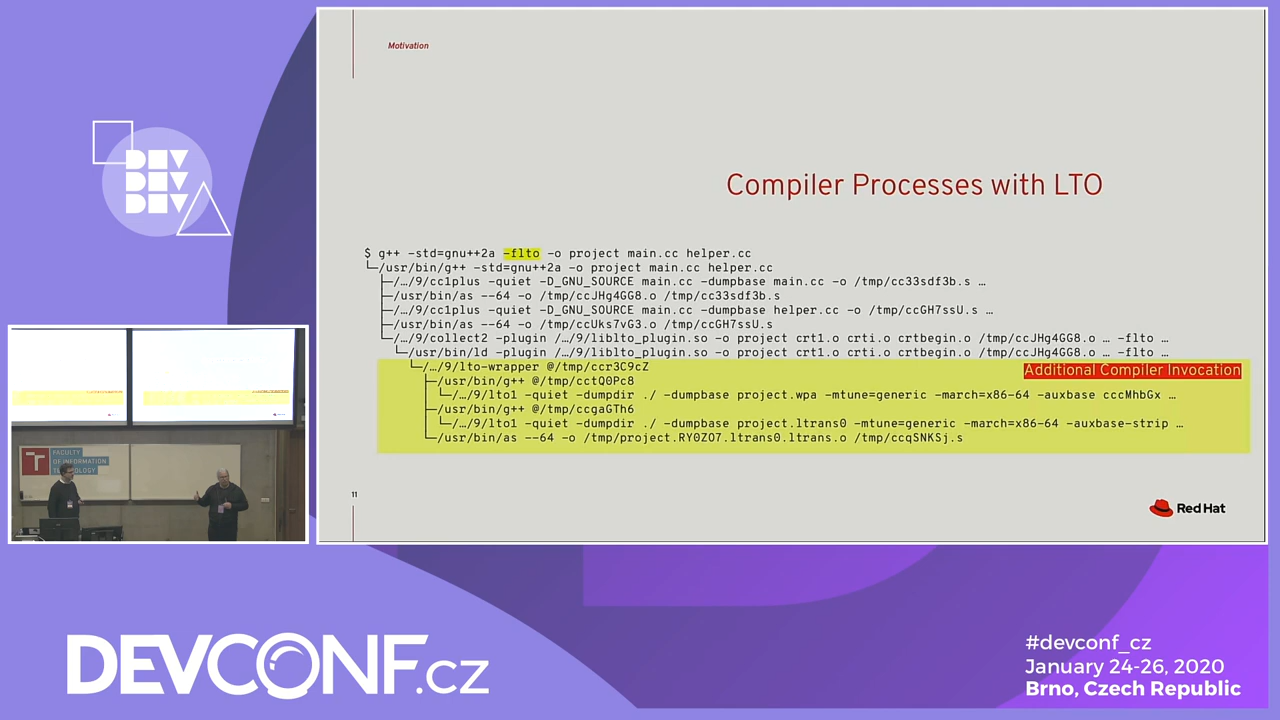 Motivation
Compiler Processes with LTO
$ g++ -std=gnu++2a -flto -o project main.cc helper.cc
└─/usr/bin/g++ -std=gnu++2a -o project main.cc helper.cc
├─/…/9/cc1plus -quiet -D_GNU_SOURCE main.cc -dumpbase main.cc -o /tmp/cc33sdf3b.s …
├─/usr/bin/as --64 -o /tmp/ccJHg4GG8.o /tmp/cc33sdf3b.s
├─/…/9/cc1plus -quiet -D_GNU_SOURCE main.cc -dumpbase helper.cc -o /tmp/ccGH7ssU.s …
├─/usr/bin/as --64 -o /tmp/ccUks7vG3.o /tmp/ccGH7ssU.s
└─/…/9/collect2 -plugin /…/9/liblto_plugin.so -o project crt1.o crti.o crtbegin.o /tmp/ccJHg4GG8.o … -flto …
└─/usr/bin/ld -plugin /…/9/liblto_plugin.so -o project crt1.o crti.o crtbegin.o /tmp/ccJHg4GG8.o … -flto …
└─/…/9/lto-wrapper @/tmp/ccr3C9cZ
Additional Compiler Invocation
├─/usr/bin/g++ @/tmp/cctQ0Pc8
│ └─/…/9/lto1 -quiet -dumpdir ./ -dumpbase project.wpa -mtune=generic -march=x86-64 -auxbase cccMhbGx …
├─/usr/bin/g++ @/tmp/ccgaGTh6
│ └─/…/9/lto1 -quiet -dumpdir ./ -dumpbase project.ltrans0 -mtune=generic -march=x86-64 -auxbase-strip …
└─/usr/bin/as --64 -o /tmp/project.RY0ZO7.ltrans0.ltrans.o /tmp/ccqSNKSj.s
11
Red Hat
DEV
DEV
DEV
FACULTY
OF INFORMATION
TECHNOLOGY
DEVCONF.cz
#devconf_cz
January 24-26, 2020
Brno, Czech Republic